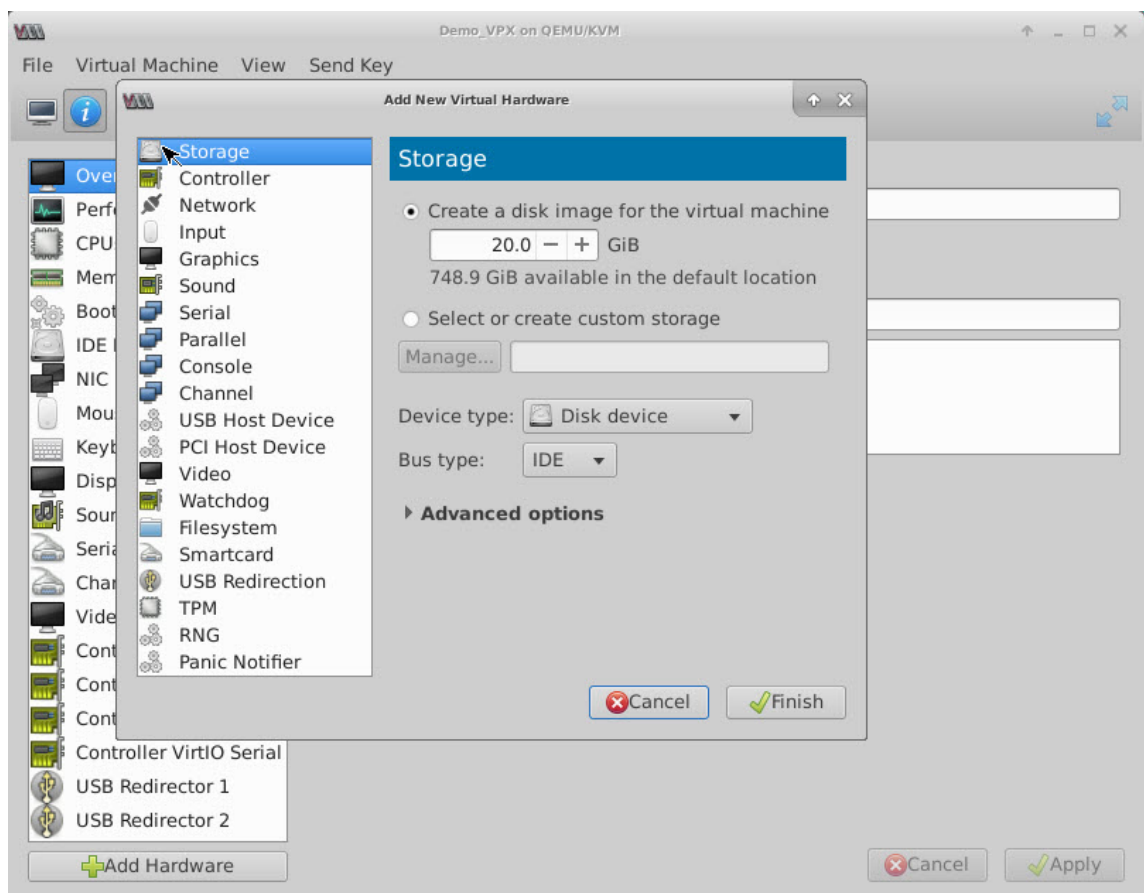 Demo_VPX on QEMU/KVM
File Virtual Machine View Send Key
Add New Virtual Hardware
Storage
Controller
Network
Input
Graphics
Sound
Serial
Parallel
Console
Channel
USB Host Device
PCI Host Device
Video
Watchdog
Filesystem
Smartcard
USB Redirection
TPM
RNG
Panic Notifier
Storage
Create a disk image for the virtual machine
20.0 − + GiB
748.9 GiB available in the default location
Select or create custom storage
Manage...
Device type: Disk device
Bus type: IDE
Advanced options
Cancel Finish
CPU
IDE
NIC
Boot
Controller VirtIO Serial
USB Redirector 1
USB Redirector 2
Add Hardware
Cancel Apply